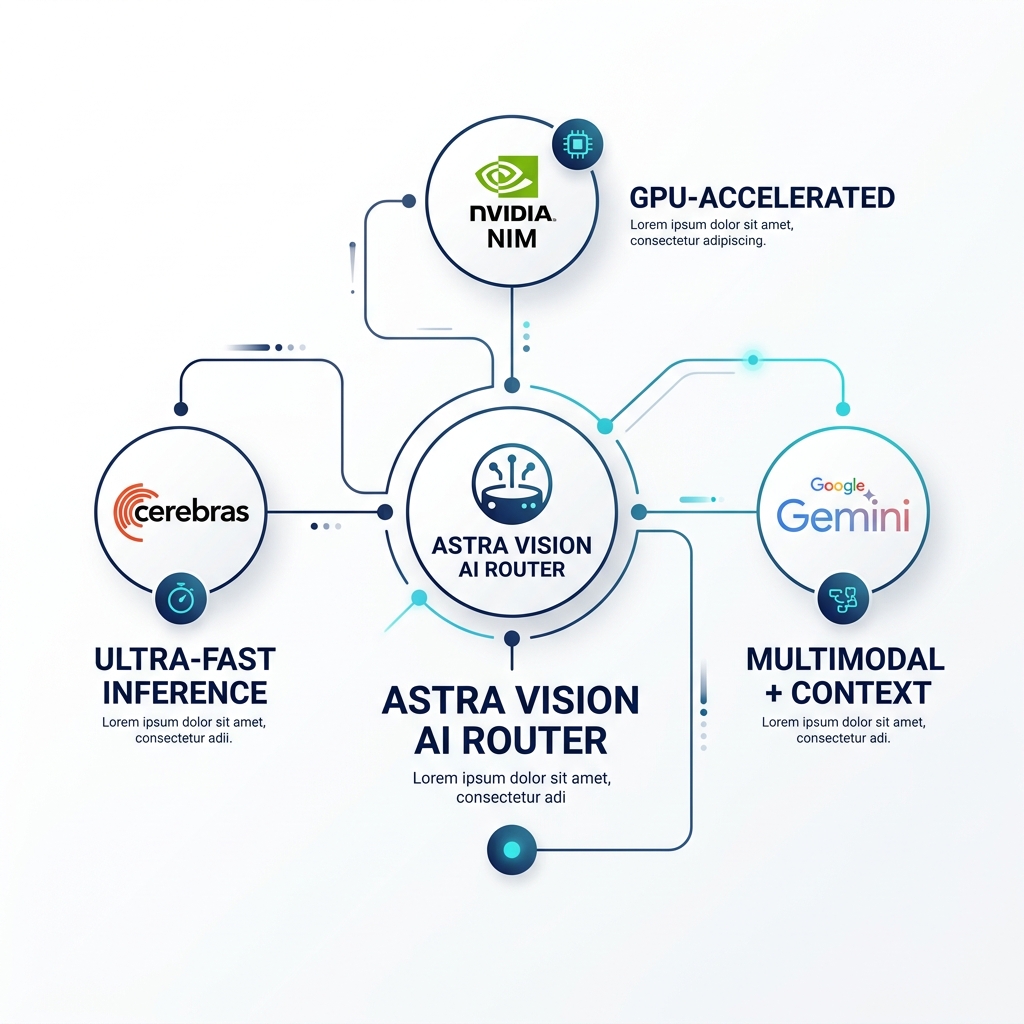 NVIDIA.
NIM
GPU-ACCELERATED
Lorem ipsum dolor sit amet,
consectetur adipiscing.
cerebras
ULTRA-FAST
INFERENCE
Lorem ipsum dolor sit amet,
consectetur adii.
ASTRA VISION
AI ROUTER
ASTRA VISION
AI ROUTER
Lorem ipsum dolor sit amet,
consectetur adi
Google
Gemini
MULTIMODAL
+ CONTEXT
Lorem ipsum dolor sit amet,
consectetur adi.